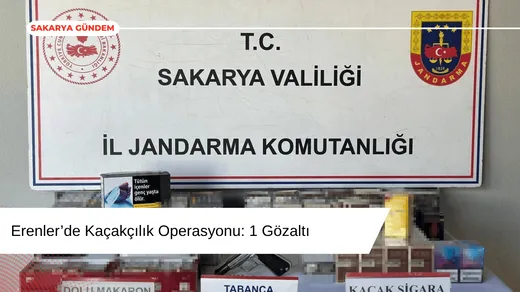 SAKARYA GÜNDEM
T.C.
SAKARYA VALİLİĞİ
İL JANDARMA KOMUTANLIĞI
JANDARMA
Tütün
içenler
genç yaşta
ölür.
Erenler’de Kaçakçılık Operasyonu: 1 Gözaltı
DOLU MAKARON
TABANCA
KAÇAK SİGARA